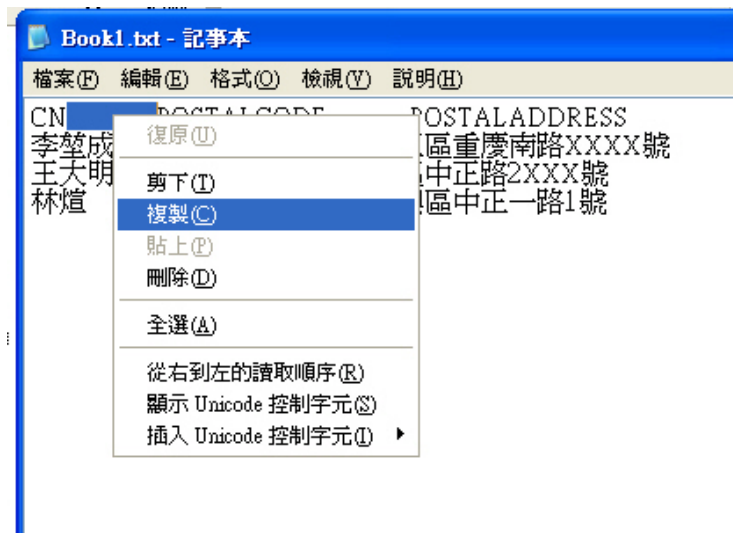 Book1.txt - 記事本
檔案(F) 編輯(E) 格式(O) 檢視(V) 說明(H)
CN POSTALCODE POSTALADDRESS
李堃成 區重慶南路XXXX號
王大明 區中正路2XXX號
林煊 區中正一路1號
復原(U)
剪下(T)
複製(C)
貼上(P)
刪除(D)
全選(A)
從右到左的讀取順序(R)
顯示 Unicode 控制字元(S)
插入 Unicode 控制字元(I)